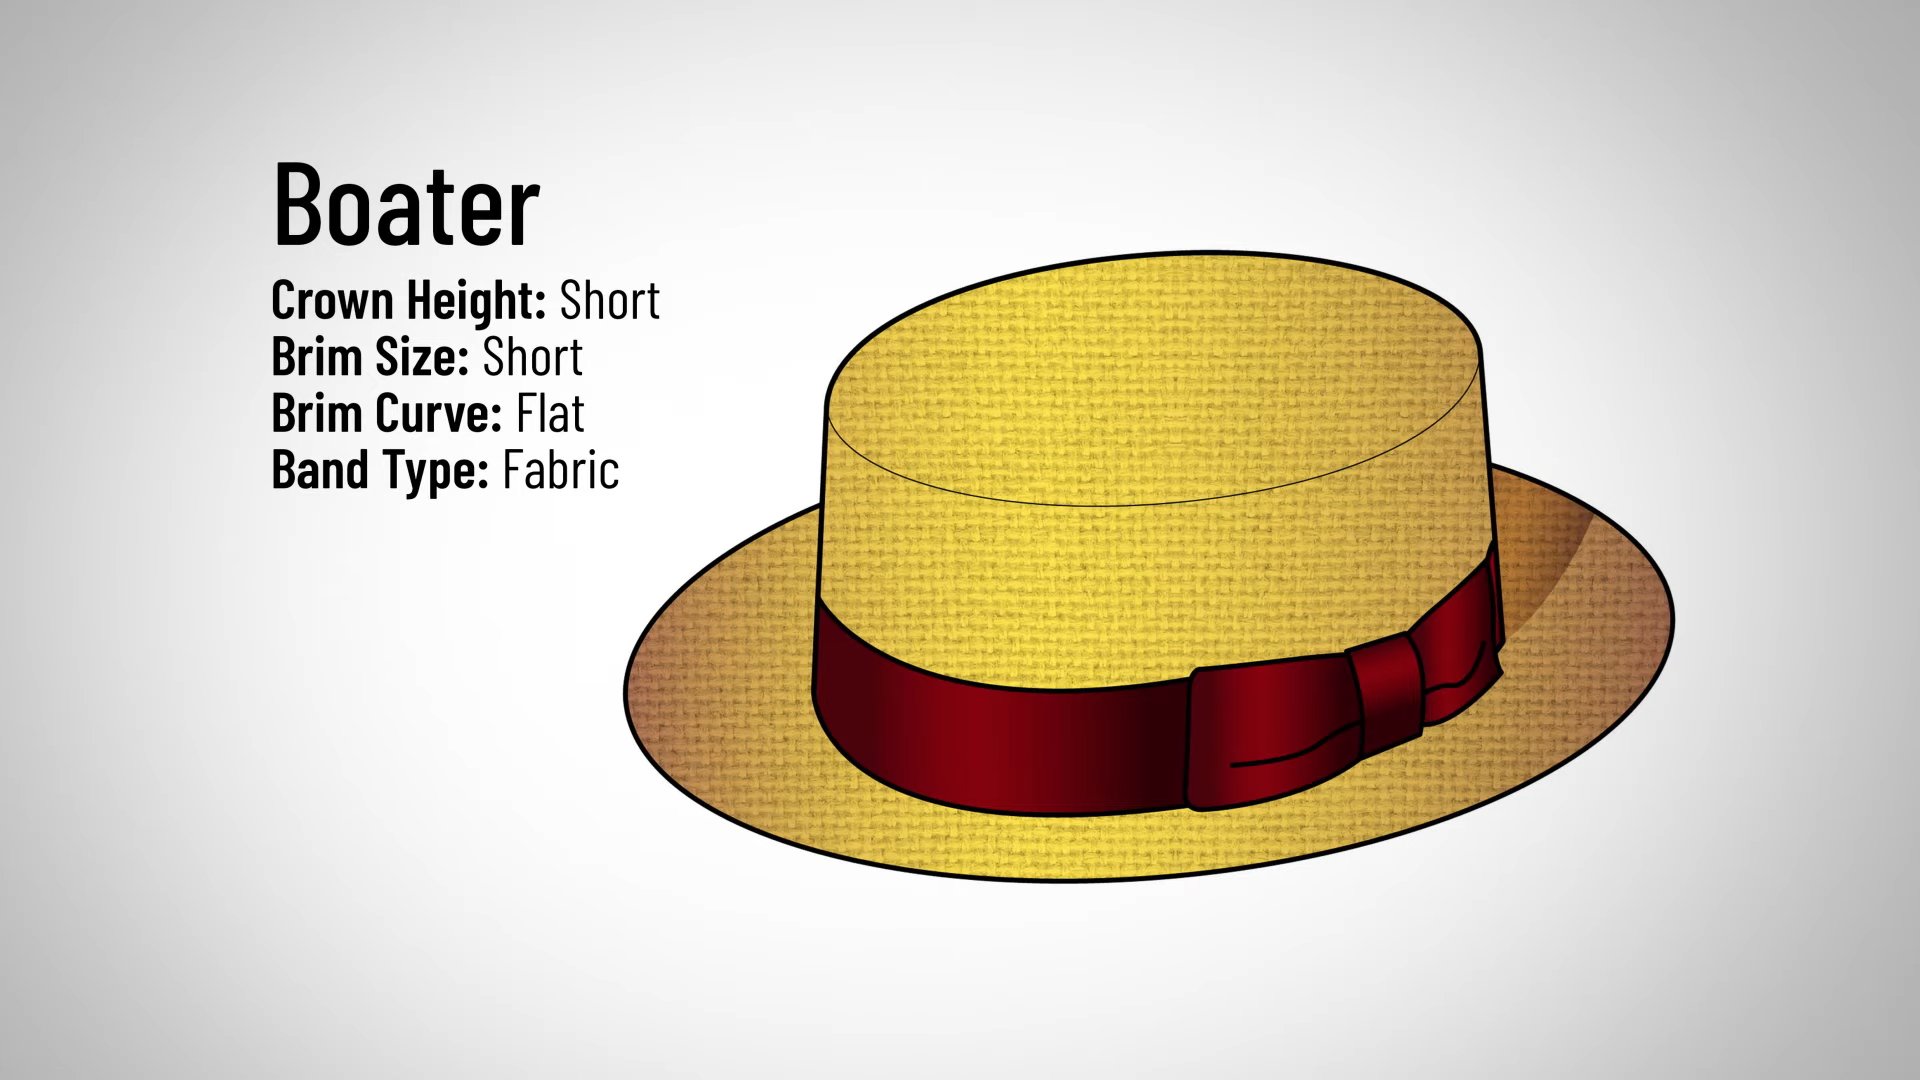 Boater
Crown Height: Short
Brim Size: Short
Brim Curve: Flat
Band Type: Fabric